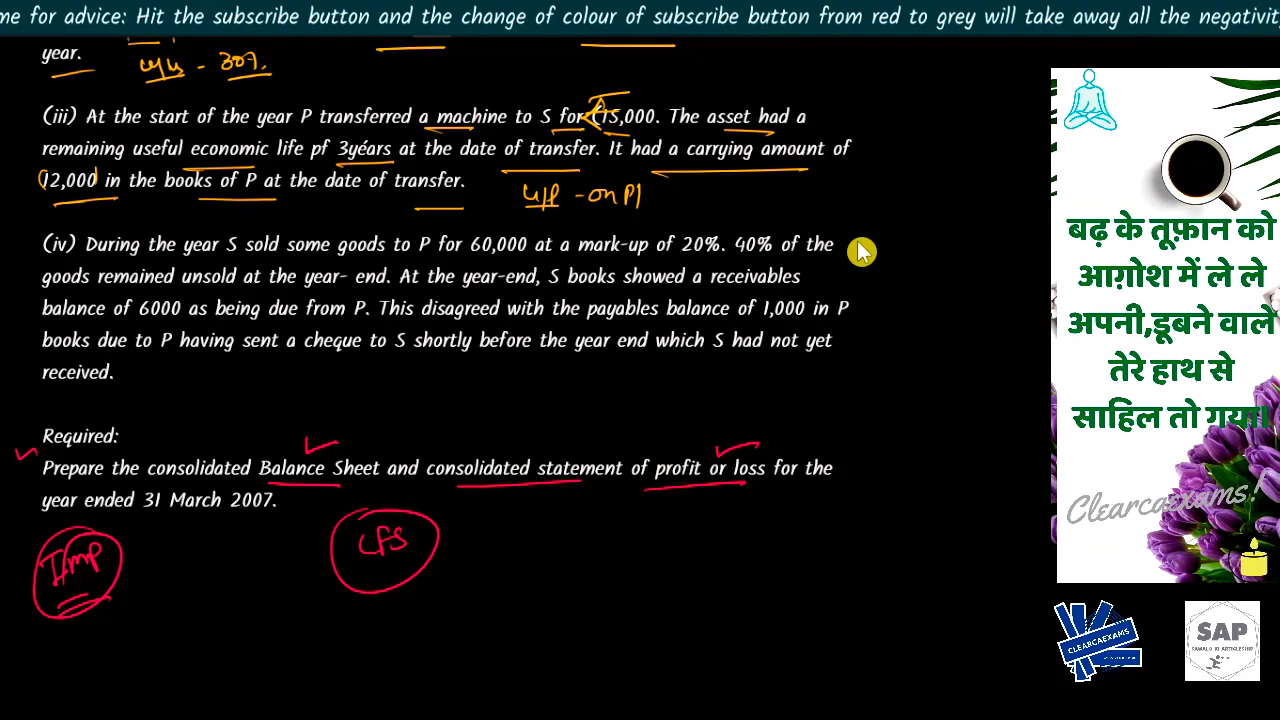 me for advice: Hit the subscribe button and the change of colour of subscribe button from red to grey will take away all the negativity,
year.
30%
(iii) At the start of the year P transferred a machine to S for 15,000. The asset had a
remaining useful economic life pf 3years at the date of transfer. It had a carrying amount of
12,000 in the books of P at the date of transfer.
U/P - on P/
(iv) During the year S sold some goods to P for 60,000 at a mark-up of 20%. 40% of the
goods remained unsold at the year- end. At the year-end, S books showed a receivables
balance of 6000 as being due from P. This disagreed with the payables balance of 1,000 in P
books due to P having sent a cheque to S shortly before the year end which S had not yet
received.
Required:
Prepare the consolidated Balance Sheet and consolidated statement of profit or loss for the
year ended 31 March 2007.
Imp
CFS
बढ़ के तूफ़ान को
आग़ोश में ले ले
अपनी,डूबने वाले
तेरे हाथ से
साहिल तो गया।
Clearcaexams!
CLEARCAEXAMS
SAP
SAMALO KI ARTICLESHIP